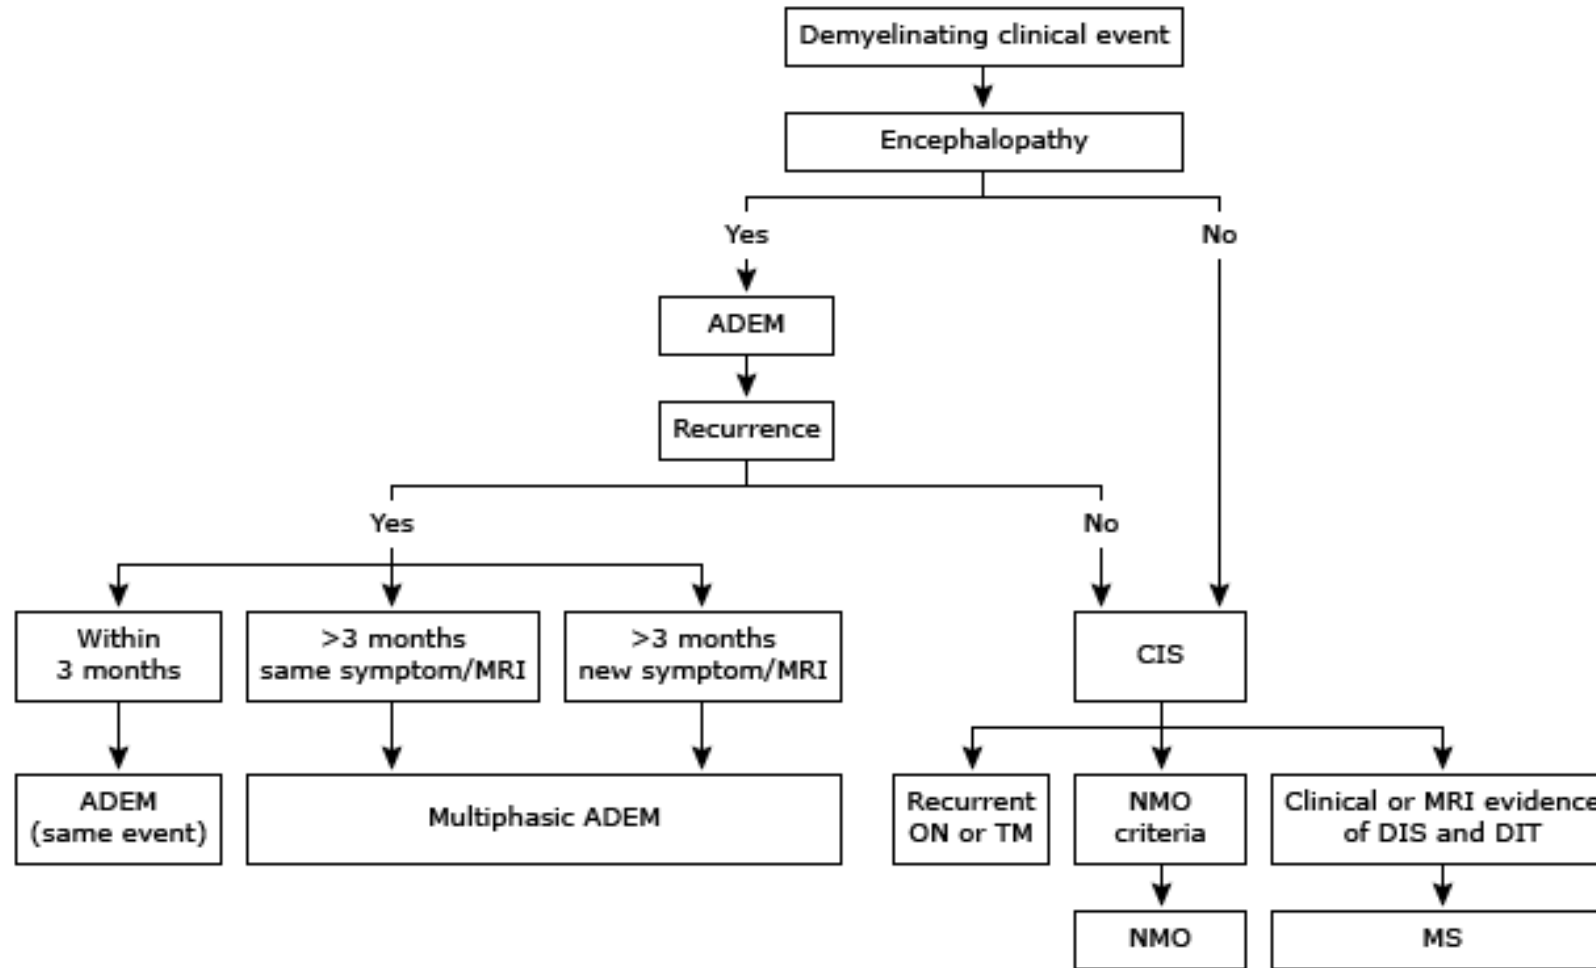 Demyelinating clinical event
Encephalopathy
Yes
No
ADEM
Recurrence
Yes
No
Within
3 months
>3 months
same symptom/MRI
>3 months
new symptom/MRI
CIS
ADEM
(same event)
Multiphasic ADEM
Recurrent
ON or TM
NMO
criteria
Clinical or MRI evidence
of DIS and DIT
NMO
MS